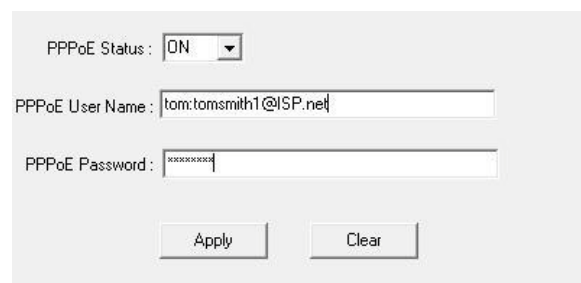 PPPoE Status : ON
PPPoE User Name : tom:tomsmith1@ISP.net
PPPoE Password : ********
Apply Clear